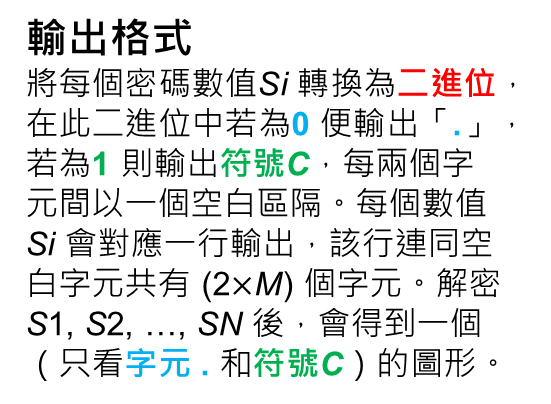 輸出格式
將每個密碼數值Si 轉換為二進位，
在此二進位中若為0 便輸出「.」，
若為1 則輸出符號C，每兩個字
元間以一個空白區隔。每個數值
Si 會對應一行輸出，該行連同空
白字元共有 (2×M) 個字元。解密
S1, S2, …, SN 後，會得到一個
（只看字元 . 和符號C）的圖形。